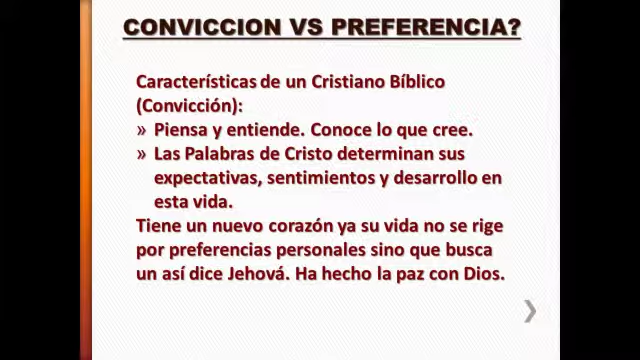 CONVICCION VS PREFERENCIA?
Características de un Cristiano Bíblico
(Convicción):
» Piensa y entiende. Conoce lo que cree.
» Las Palabras de Cristo determinan sus
expectativas, sentimientos y desarrollo en
esta vida.
Tiene un nuevo corazón ya su vida no se rige
por preferencias personales sino que busca
un así dice Jehová. Ha hecho la paz con Dios.